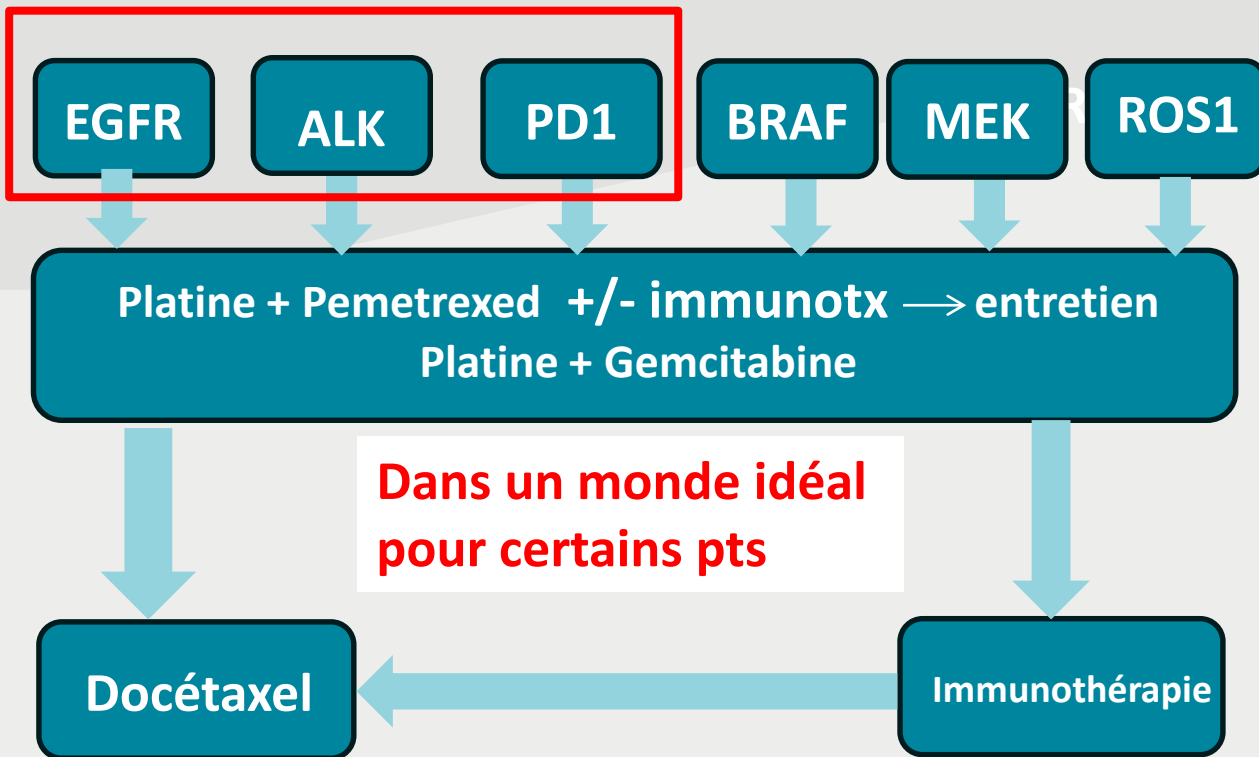 EGFR ALK PD1 BRAF MEK ROS1
Platine + Pemetrexed +/- immunotx → entretien
Platine + Gemcitabine
Dans un monde idéal
pour certains pts
Docétaxel
Immunothérapie